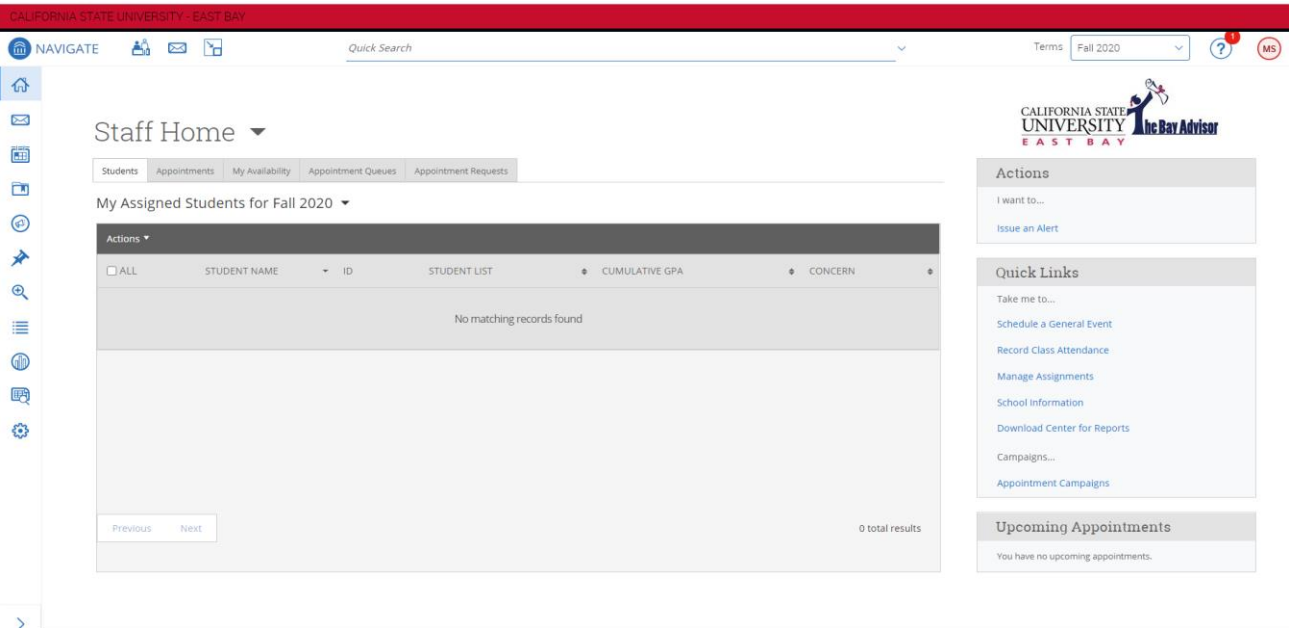 CALIFORNIA STATE UNIVERSITY - EAST BAY
NAVIGATE
Quick Search
Terms
Fall 2020
?
1
MS
CALIFORNIA STATE
UNIVERSITY
EAST BAY
The Bay Advisor
Staff Home
Students
Appointments
My Availability
Appointment Queues
Appointment Requests
My Assigned Students for Fall 2020
Actions
ALL
STUDENT NAME
ID
STUDENT LIST
CUMULATIVE GPA
CONCERN
No matching records found
Previous
Next
0 total results
Actions
I want to...
Issue an Alert
Quick Links
Take me to...
Schedule a General Event
Record Class Attendance
Manage Assignments
School Information
Download Center for Reports
Campaigns...
Appointment Campaigns
Upcoming Appointments
You have no upcoming appointments.